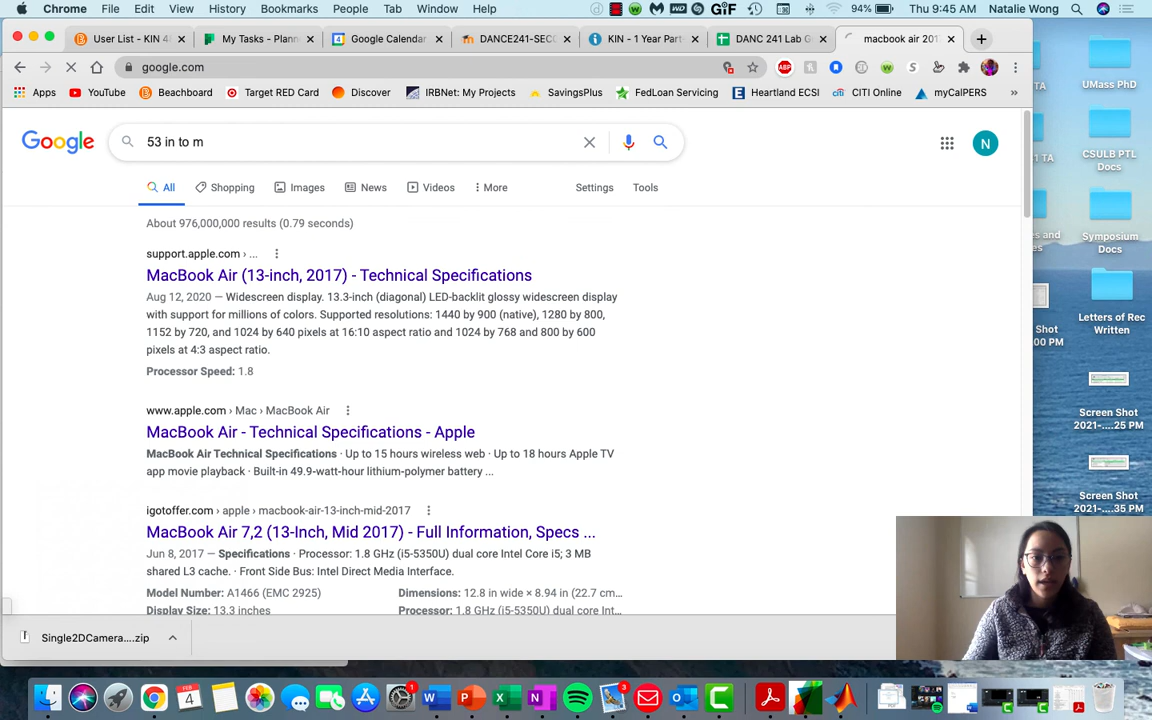 Chrome File Edit View History Bookmarks People Tab Window Help GIF 94% Thu 9:45 AM Natalie Wong
User List - KIN 4 My Tasks - Plann Google Calendar DANCE241-SEC KIN - 1 Year Part DANC 241 Lab G macbook air 201
google.com
Apps YouTube Beachboard Target RED Card Discover IRBNet: My Projects SavingsPlus FedLoan Servicing Heartland ECSI CITI Online myCalPERS »
Google 53 in to m N
All Shopping Images News Videos More Settings Tools
About 976,000,000 results (0.79 seconds)
support.apple.com › ...
MacBook Air (13-inch, 2017) - Technical Specifications
Aug 12, 2020 — Widescreen display. 13.3-inch (diagonal) LED-backlit glossy widescreen display
with support for millions of colors. Supported resolutions: 1440 by 900 (native), 1280 by 800,
1152 by 720, and 1024 by 640 pixels at 16:10 aspect ratio and 1024 by 768 and 800 by 600
pixels at 4:3 aspect ratio.
Processor Speed: 1.8
www.apple.com › Mac › MacBook Air
MacBook Air - Technical Specifications - Apple
MacBook Air Technical Specifications · Up to 15 hours wireless web · Up to 18 hours Apple TV
app movie playback · Built-in 49.9-watt-hour lithium-polymer battery ...
igotoffer.com › apple › macbook-air-13-inch-mid-2017
MacBook Air 7,2 (13-Inch, Mid 2017) - Full Information, Specs ...
Jun 8, 2017 — Specifications · Processor: 1.8 GHz (i5-5350U) dual core Intel Core i5; 3 MB
shared L3 cache. · Front Side Bus: Intel Direct Media Interface.
Model Number: A1466 (EMC 2925) Dimensions: 12.8 in wide × 8.94 in (22.7 cm...
Display Size: 13.3 inches Processor: 1.8 GHz (i5-5350U) dual core Int...
Single2DCamera....zip
TA
UMass PhD
1 TA
CSULB PTL
Docs
es and
es
Symposium
Docs
Shot
:00 PM
Letters of Rec
Written
Screen Shot
2021-....25 PM
Screen Shot
2021-....35 PM
FEB
4
1
3